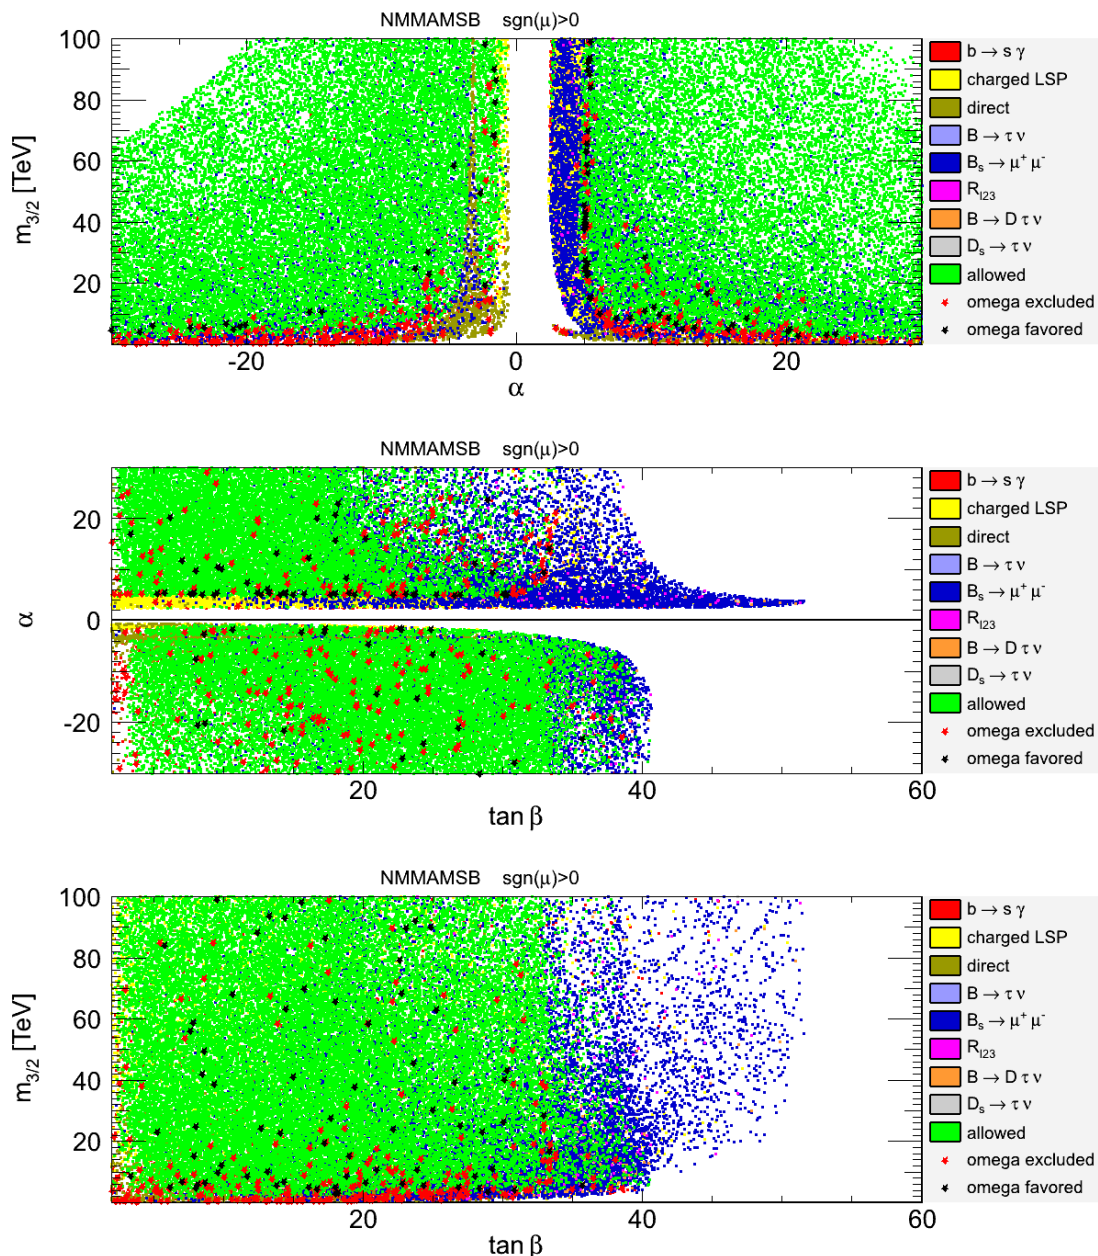 NMMAMSB sgn(μ)>0
m3/2 [TeV]
100
80
60
40
20
-20 0 20
α
b → s γ
charged LSP
direct
B → τ ν
Bs → μ+ μ-
Rl23
B → D τ ν
Ds → τ ν
allowed
omega excluded
omega favored
NMMAMSB sgn(μ)>0
α
20
0
-20
20 40 60
tan β
b → s γ
charged LSP
direct
B → τ ν
Bs → μ+ μ-
Rl23
B → D τ ν
Ds → τ ν
allowed
omega excluded
omega favored
NMMAMSB sgn(μ)>0
m3/2 [TeV]
100
80
60
40
20
0
20 40 60
tan β
b → s γ
charged LSP
direct
B → τ ν
Bs → μ+ μ-
Rl23
B → D τ ν
Ds → τ ν
allowed
omega excluded
omega favored